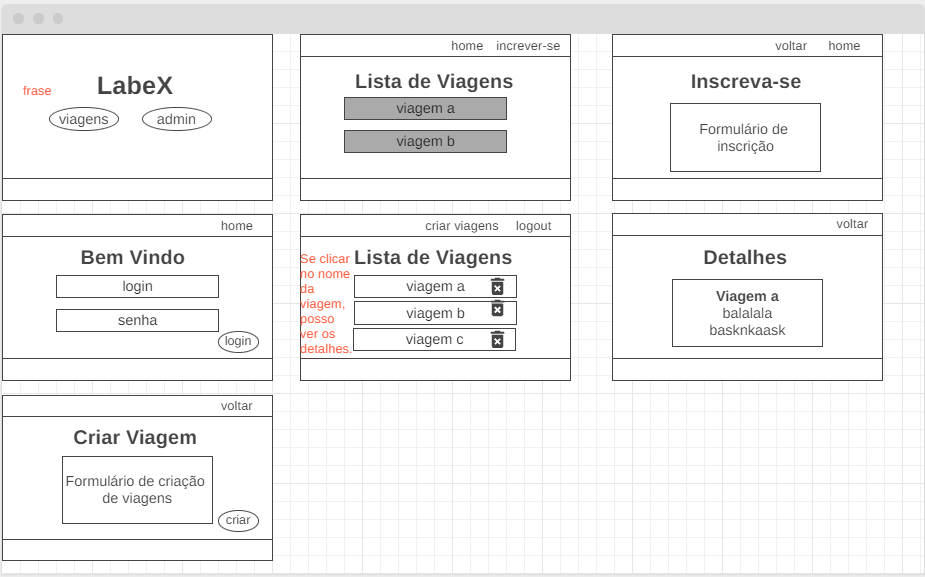 LabeX
frase
viagens
admin
home increver-se
Lista de Viagens
viagem a
viagem b
voltar home
Inscreva-se
Formulário de
inscrição
home
Bem Vindo
login
senha
login
criar viagens logout
Lista de Viagens
Se clicar
no nome
da
viagem,
posso
ver os
detalhes.
viagem a
viagem b
viagem c
voltar
Detalhes
Viagem a
balalala
basknkaask
voltar
Criar Viagem
Formulário de criação
de viagens
criar